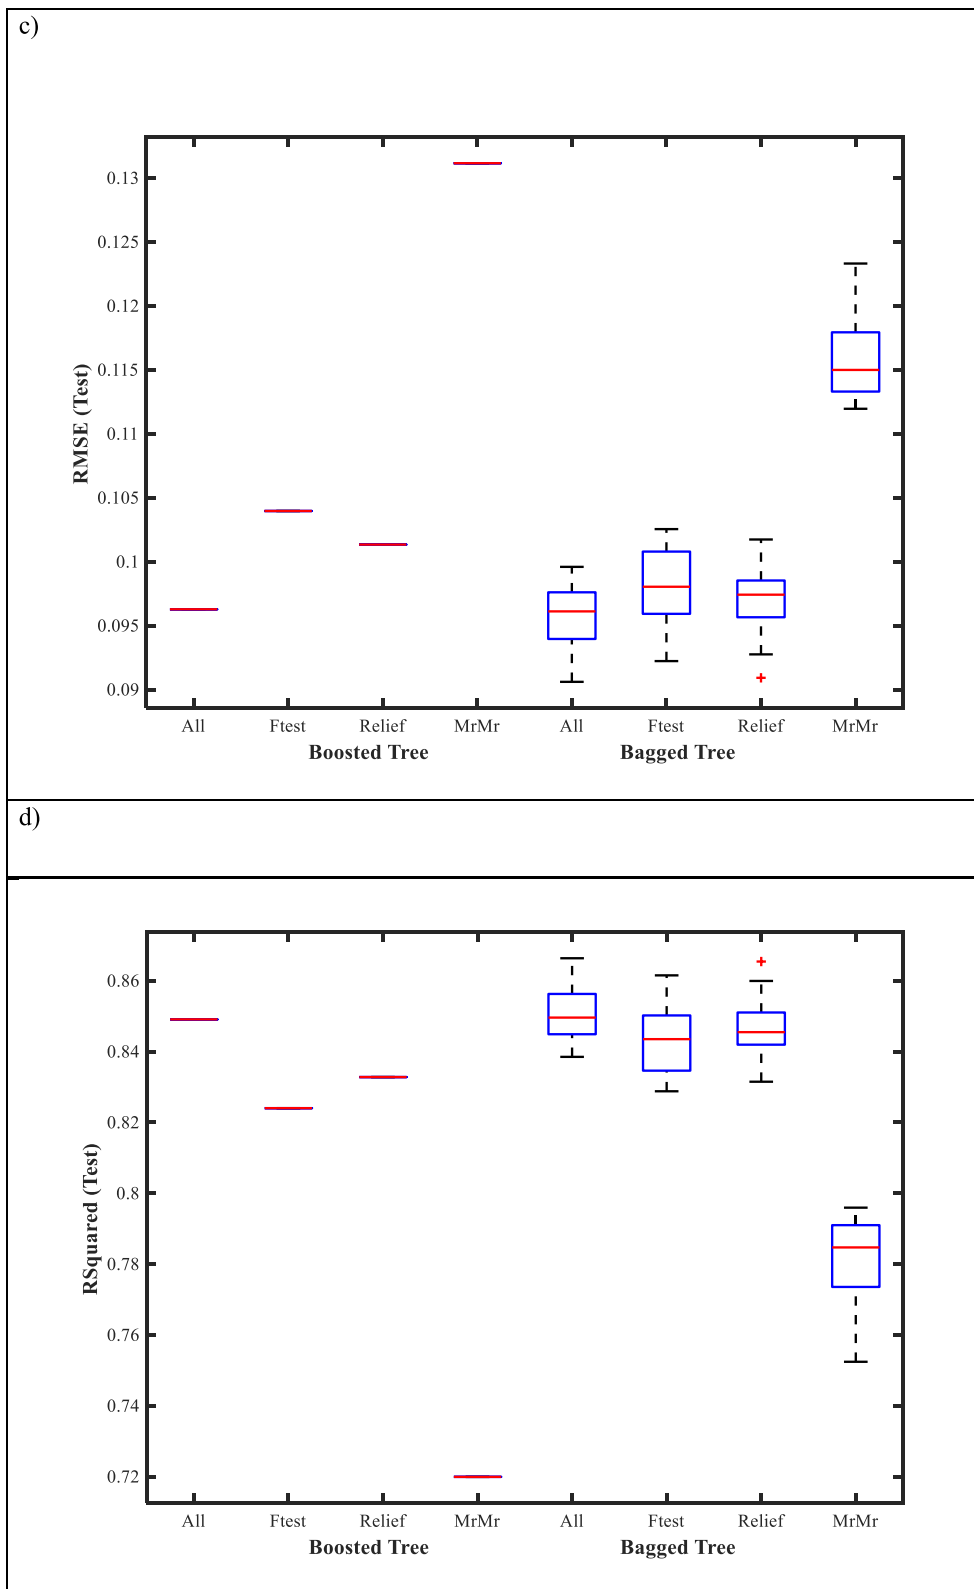 c)
0.13
0.125
0.12
0.115
0.11
0.105
0.1
0.095
0.09
RMSE (Test)
All Ftest Relief MrMr All Ftest Relief MrMr
Boosted Tree Bagged Tree
d)
0.86
0.84
0.82
0.8
0.78
0.76
0.74
0.72
RSquared (Test)
All Ftest Relief MrMr All Ftest Relief MrMr
Boosted Tree Bagged Tree